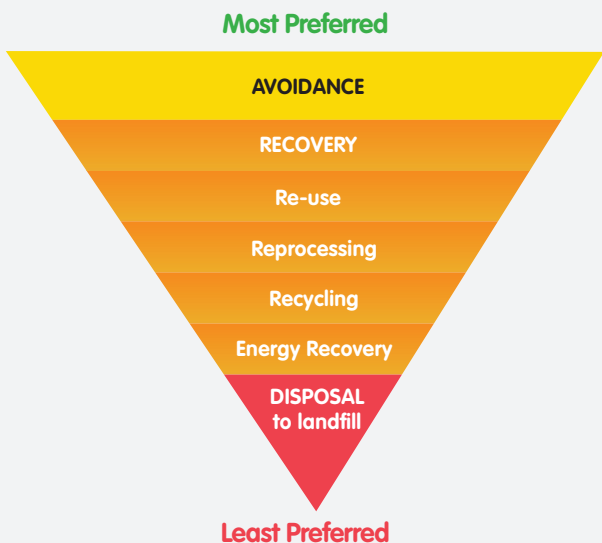 Most Preferred
AVOIDANCE
RECOVERY
Re-use
Reprocessing
Recycling
Energy Recovery
DISPOSAL
to landfill
Least Preferred